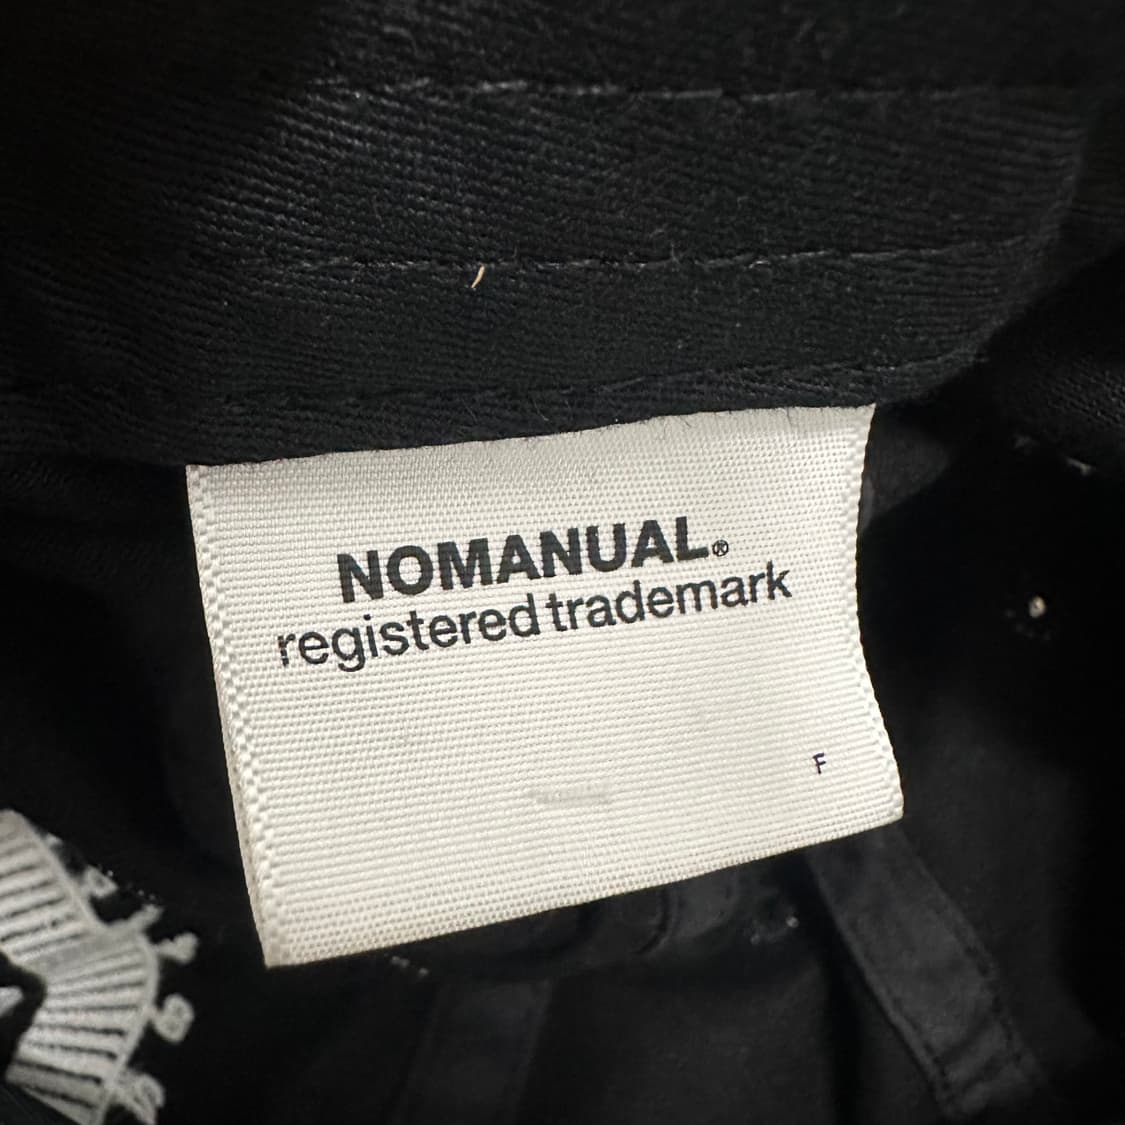 NOMANUAL.®
registered trademark
F